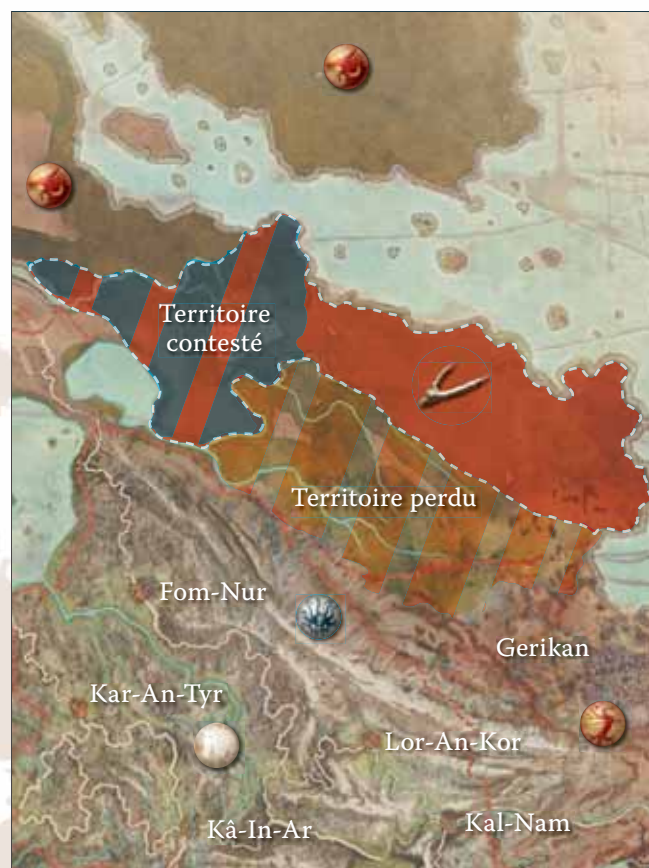 Territoire
contesté
Territoire perdu
Fom-Nur
Gerikan
Kar-An-Tyr
Lor-An-Kor
Kal-Nam
Kâ-In-Ar